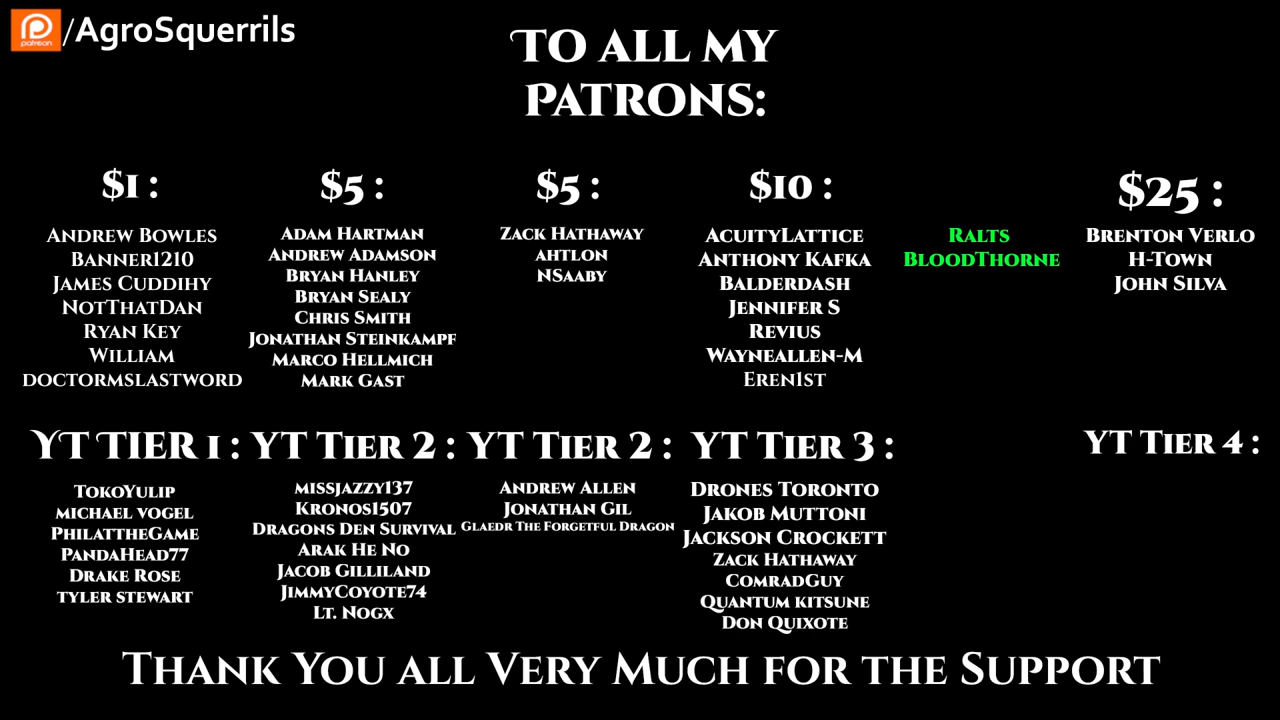 patreon
/AgroSquerrils
To all my
Patrons:
$1 :
Andrew Bowles
Banner1210
James Cuddihy
NotThatDan
Ryan Key
William
doctormslastword
$5 :
Adam Hartman
Andrew Adamson
Bryan Hanley
Bryan Sealy
Chris Smith
Jonathan Steinkampf
Marco Hellmich
Mark Gast
$5 :
Zack Hathaway
ahtlon
NSaaby
$10 :
AcuityLattice
Anthony Kafka
Balderdash
Jennifer S
Revius
Wayneallen-M
Eren1st
Ralts
BloodThorne
$25 :
Brenton Verlo
H-Town
John Silva
YT Tier 1 :
TokoYulip
michael vogel
PhilattheGame
PandaHead77
Drake Rose
tyler stewart
YT Tier 2 :
missjazzy137
Kronos1507
Dragons Den Survival
Arak He No
Jacob Gilliland
JimmyCoyote74
Lt. Nogx
YT Tier 2 :
Andrew Allen
Jonathan Gil
Glaedr The Forgetful Dragon
YT Tier 3 :
Drones Toronto
Jakob Muttoni
Jackson Crockett
Zack Hathaway
ComradGuy
Quantum kitsune
Don Quixote
YT Tier 4 :
Thank You all Very Much for the Support